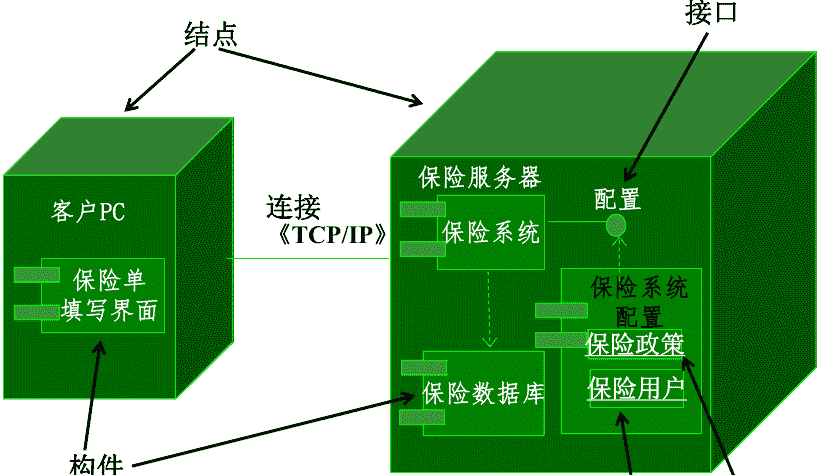 结点
接口
保险服务器
客户PC
连接
《TCP/IP》
配置
保险系统
保险单
填写界面
保险系统
配置
保险政策
保险数据库
保险用户
构件